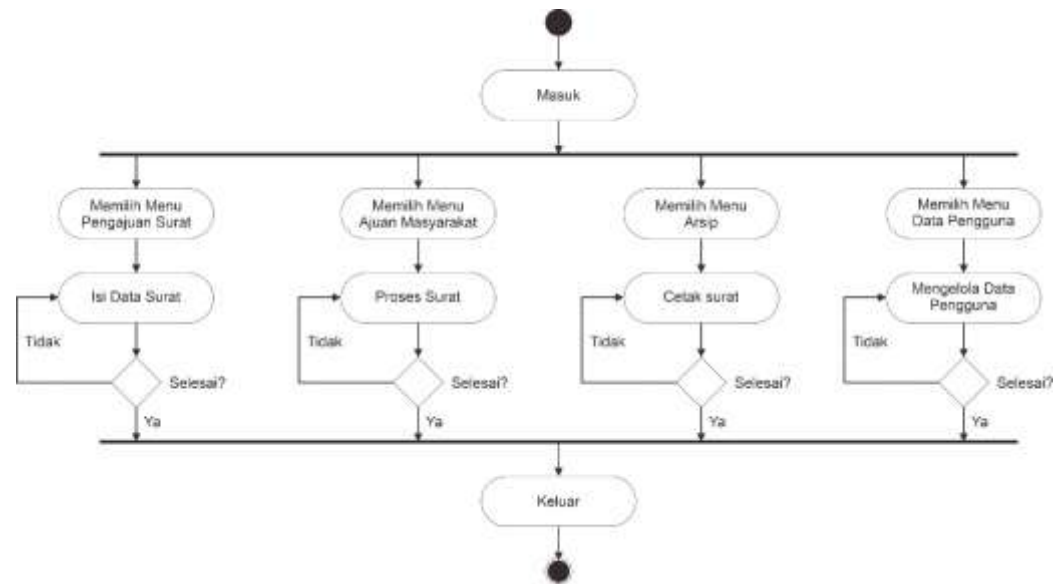 Masuk
Memilih Menu
Pengajuan Surat
Memilih Menu
Ajuan Masyarakat
Memilih Menu
Arsip
Memilih Menu
Data Pengguna
Isi Data Surat
Proses Surat
Cetak surat
Mengelola Data
Pengguna
Tidak
Tidak
Tidak
Tidak
Selesai?
Selesai?
Selesai?
Selesai?
Ya
Ya
Ya
Ya
Keluar